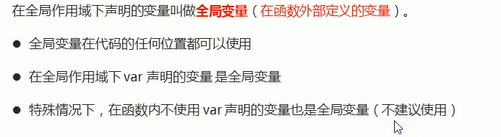 在全局作用域下声明的变量叫做全局变量（在函数外部定义的变量）。
● 全局变量在代码的任何位置都可以使用
● 在全局作用域下 var 声明的变量 是全局变量
● 特殊情况下，在函数内不使用 var 声明的变量也是全局变量（不建议使用）